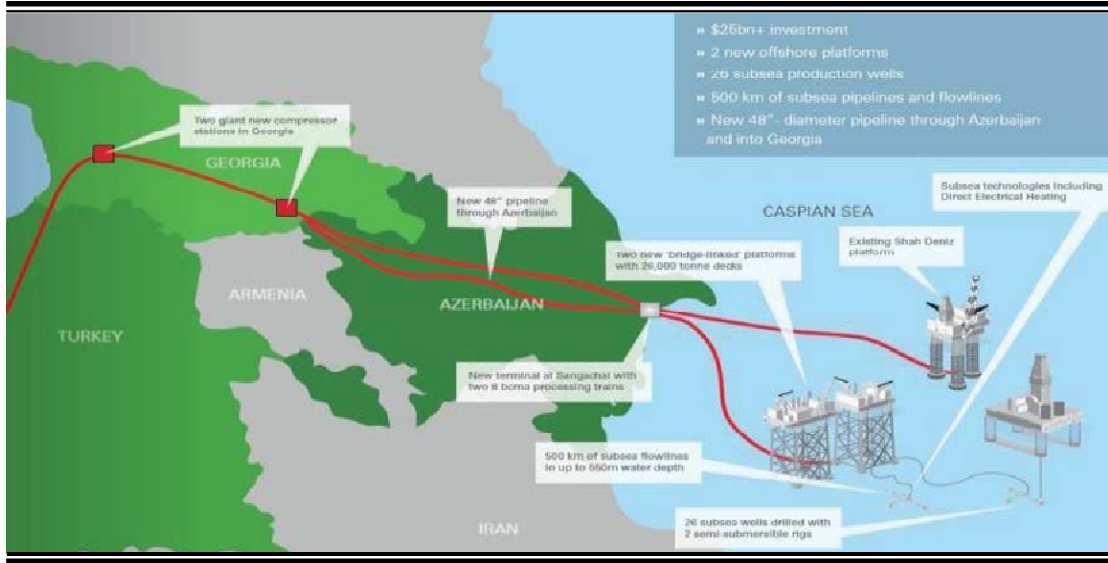 » $25bn+ investment
» 2 new offshore platforms
» 26 subsea production wells
» 500 km of subsea pipelines and flowlines
» New 48"- diameter pipeline through Azerbaijan
and into Georgia
Two giant new compressor
stations in Georgia
GEORGIA
New 48" pipeline
through Azerbaijan
Subsea technologies including
Direct Electrical Heating
CASPIAN SEA
Two new 'bridge-linked' platforms
with 26,000 tonne decks
Existing Shah Deniz
platform
ARMENIA
AZERBAIJAN
TURKEY
New terminal at Sangachal with
two 8 bcma processing trains
500 km of subsea flowlines
in up to 550m water depth
26 subsea wells drilled with
2 semi-submersible rigs
IRAN